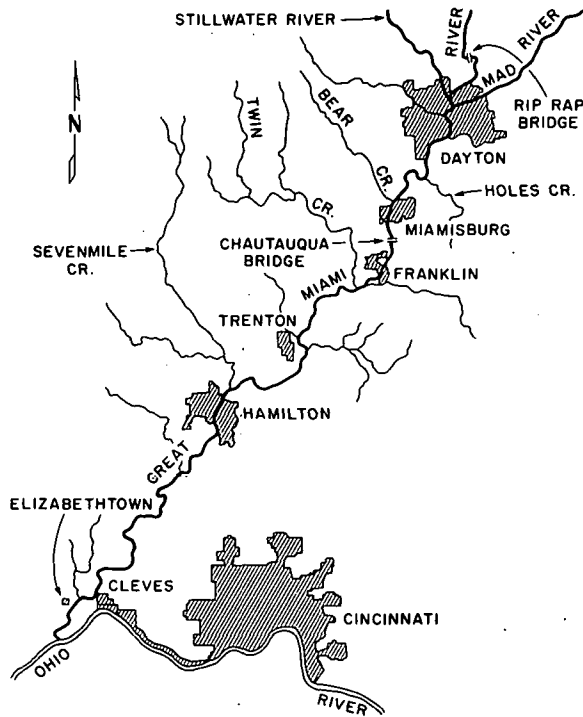 STILLWATER RIVER
RIVER
RIVER
MAD
RIP RAP
BRIDGE
DAYTON
TWIN
BEAR
CR.
N
HOLES CR.
CR.
MIAMISBURG
SEVENMILE
CR.
CHAUTAUQUA
BRIDGE
FRANKLIN
MIAMI
TRENTON
HAMILTON
GREAT
ELIZABETHTOWN
CLEVES
CINCINNATI
OHIO
RIVER